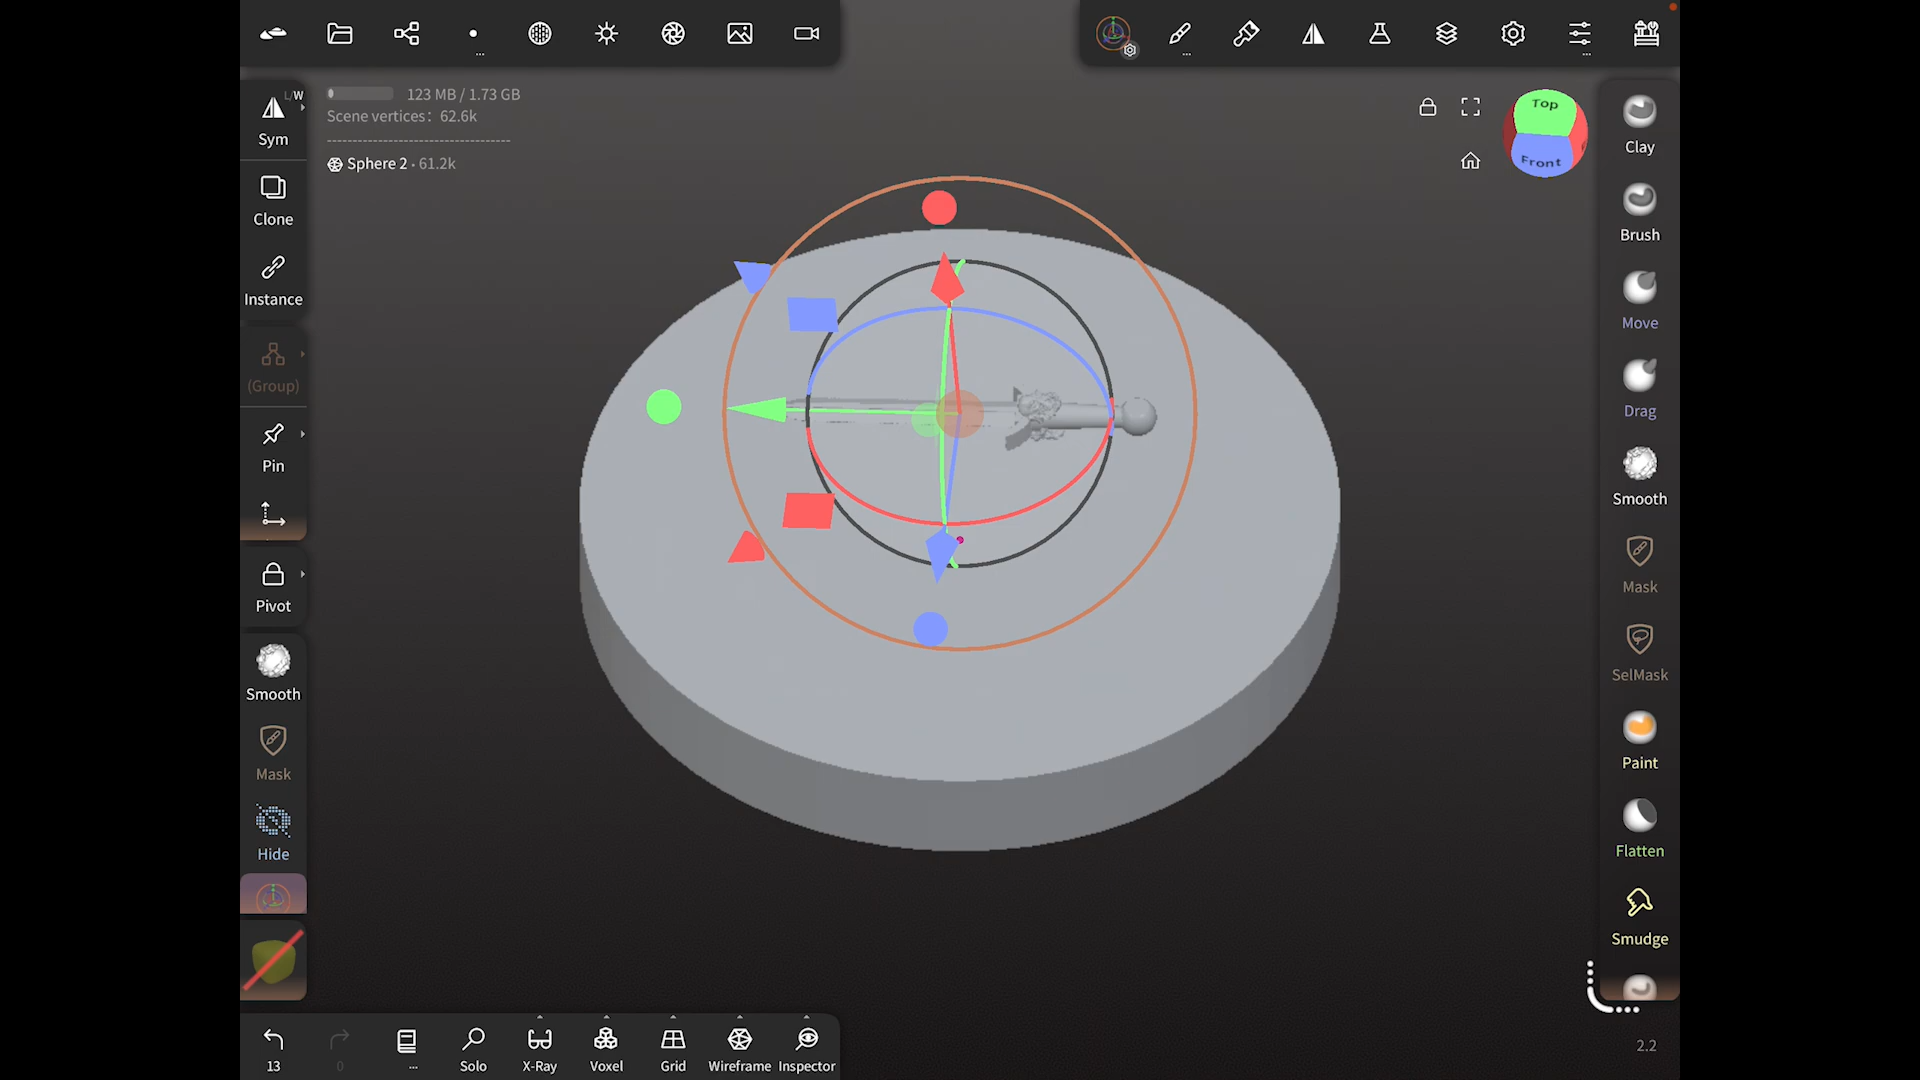 123 MB / 1.73 GB
Scene vertices: 62.6k
Sphere 2 • 61.2k
L/W
Sym
Clone
Instance
(Group)
Pin
Pivot
Smooth
Mask
Hide
Top
Front
Clay
Brush
Move
Drag
Smooth
Mask
SelMask
Paint
Flatten
Smudge
13
0
...
Solo
X-Ray
Voxel
Grid
Wireframe
Inspector
2.2